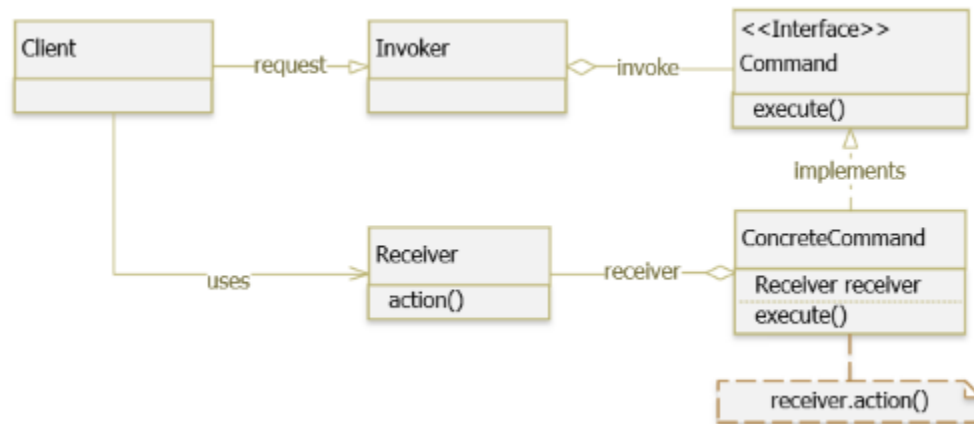 Client
request
Invoker
invoke
<<Interface>>
Command
execute()
implements
uses
Receiver
action()
receiver
ConcreteCommand
Receiver receiver
execute()
receiver.action()